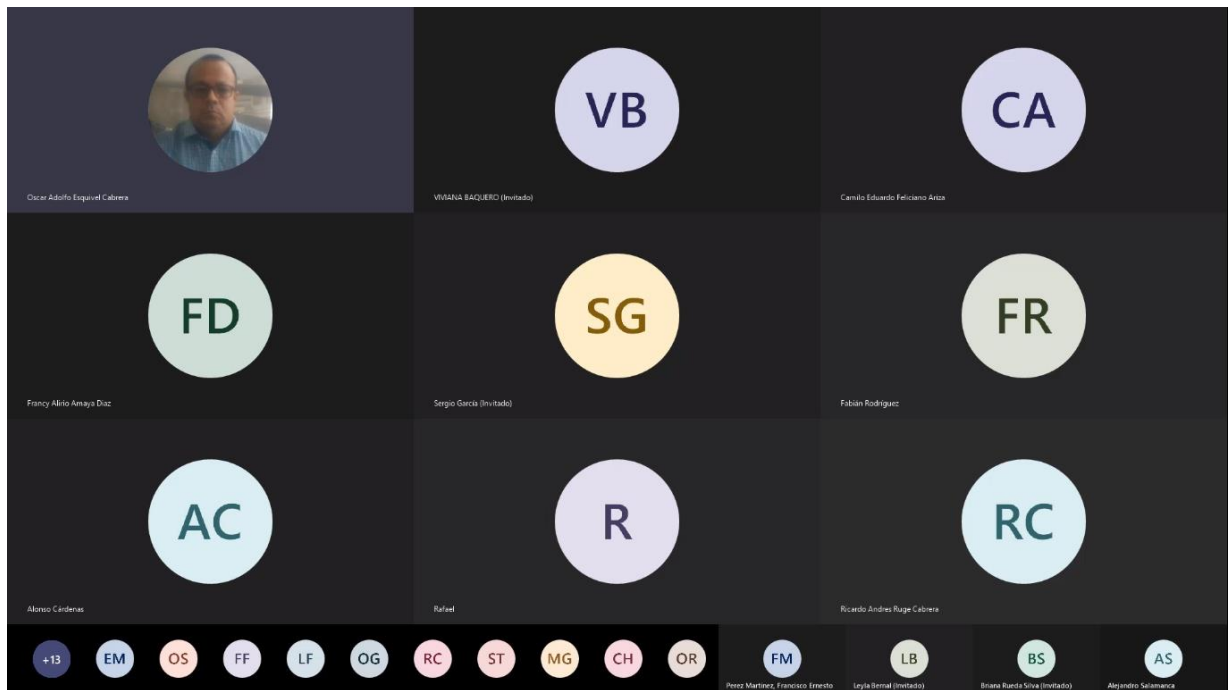 Oscar Adolfo Esquivel Cabrera
VB
VIVIANA BAQUERO (Invitado)
CA
Camilo Eduardo Feliciano Ariza
FD
Francy Alirio Amaya Diaz
SG
Sergio García (Invitado)
FR
Fabián Rodríguez
AC
Alonso Cárdenas
R
Rafael
RC
Ricardo Andres Ruge Cabrera
+13
EM
OS
FF
LF
OG
RC
ST
MG
CH
OR
FM
Perez Martinez, Francisco Ernesto
LB
Leyla Bernal (Invitado)
BS
Briana Rueda Silva (Invitado)
AS
Alejandro Salamanca